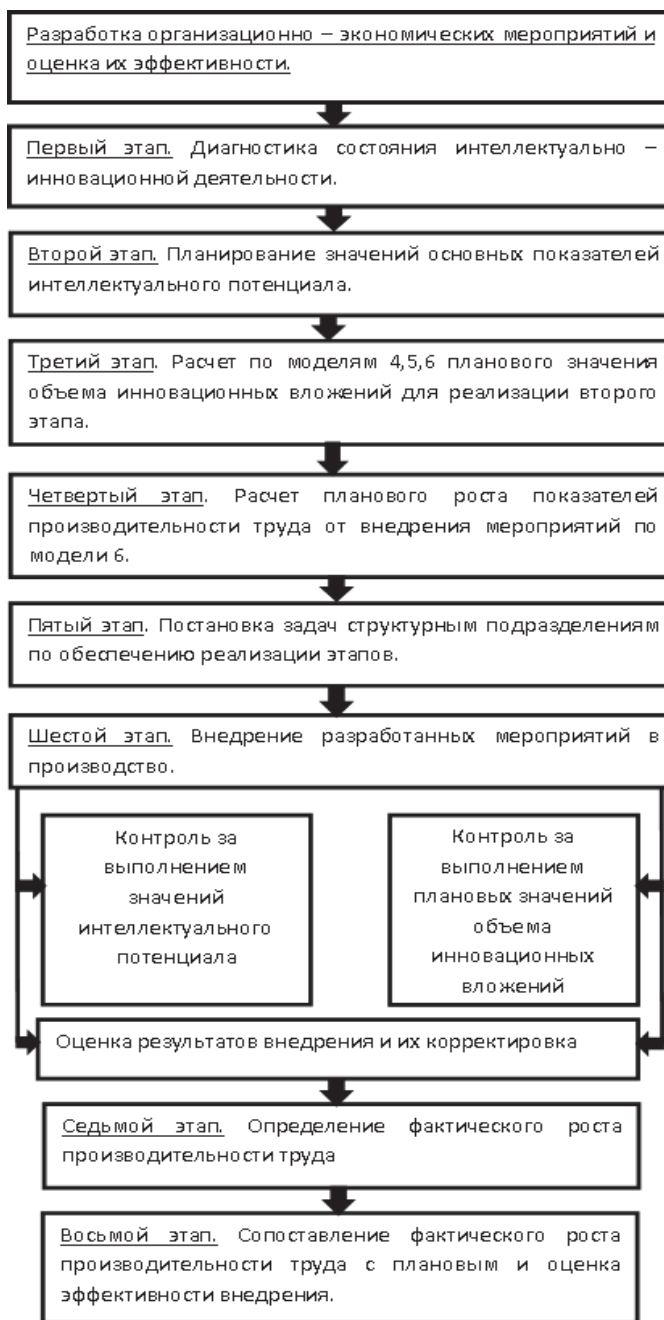 Разработка организационно – экономических мероприятий и
оценка их эффективности.
Первый этап. Диагностика состояния интеллектуально –
инновационной деятельности.
Второй этап. Планирование значений основных показателей
интеллектуального потенциала.
Третий этап. Расчет по моделям 4,5,6 планового значения
объема инновационных вложений для реализации второго
этапа.
Четвертый этап. Расчет планового роста показателей
производительности труда от внедрения мероприятий по
модели 6.
Пятый этап. Постановка задач структурным подразделениям
по обеспечению реализации этапов.
Шестой этап. Внедрение разработанных мероприятий в
производство.
Контроль за
выполнением
значений
интеллектуального
потенциала
Контроль за
выполнением
плановых значений
объема
инновационных
вложений
Оценка результатов внедрения и их корректировка
Седьмой этап. Определение фактического роста
производительности труда
Восьмой этап. Сопоставление фактического роста
производительности труда с плановым и оценка
эффективности внедрения.